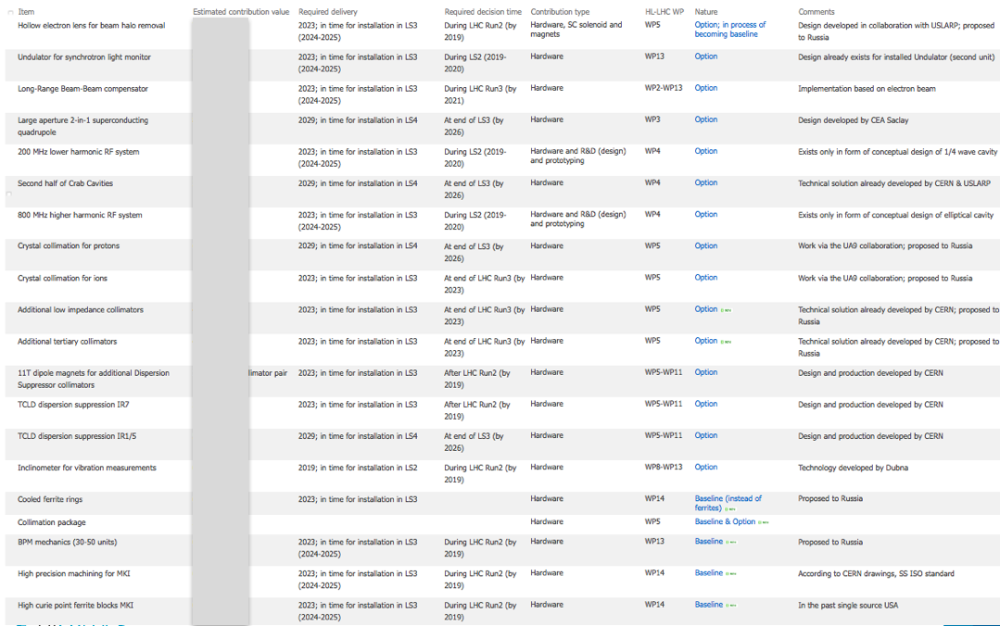 Item Estimated contribution value Required delivery Required decision time Contribution type HL-LHC WP Nature Comments
Hollow electron lens for beam halo removal 2023; in time for installation in LS3 During LHC Run2 (by Hardware, SC solenoid and WP5 Option; in process of Design developed in collaboration with USLARP; proposed
(2024-2025) 2019) magnets becoming baseline to Russia
Undulator for synchrotron light monitor 2023; in time for installation in LS3 During LS2 (2019- Hardware WP13 Option Design already exists for installed Undulator (second unit)
(2024-2025) 2020)
Long-Range Beam-Beam compensator 2023; in time for installation in LS3 During LHC Run3 (by Hardware WP2-WP13 Option Implementation based on electron beam
(2024-2025) 2021)
Large aperture 2-in-1 superconducting 2029; in time for installation in LS4 At end of LS3 (by Hardware WP3 Option Design developed by CEA Saclay
quadrupole 2026)
200 MHz lower harmonic RF system 2023; in time for installation in LS3 During LS2 (2019- Hardware and R&D (design) WP4 Option Exists only in form of conceptual design of 1/4 wave cavity
(2024-2025) 2020) and prototyping
Second half of Crab Cavities 2029; in time for installation in LS4 At end of LS3 (by Hardware WP4 Option Technical solution already developed by CERN & USLARP
2026)
800 MHz higher harmonic RF system 2023; in time for installation in LS3 During LS2 (2019- Hardware and R&D (design) WP4 Option Exists only in form of conceptual design of elliptical cavity
(2024-2025) 2020) and prototyping
Crystal collimation for protons 2029; in time for installation in LS4 At end of LS3 (by Hardware WP5 Option Work via the UA9 collaboration; proposed to Russia
2026)
Crystal collimation for ions 2023; in time for installation in LS3 At end of LHC Run3 (by Hardware WP5 Option Work via the UA9 collaboration; proposed to Russia
2023)
Additional low impedance collimators 2023; in time for installation in LS3 At end of LHC Run3 (by Hardware WP5 Option Technical solution already developed by CERN; proposed to
2023) Russia
Additional tertiary collimators 2023; in time for installation in LS3 At end of LHC Run3 (by Hardware WP5 Option Technical solution already developed by CERN; proposed to
2023) Russia
11T dipole magnets for additional Dispersion limator pair 2023; in time for installation in LS3 After LHC Run2 (by Hardware WP5-WP11 Option Design and production developed by CERN
Suppressor collimators 2019)
TCLD dispersion suppression IR7 2023; in time for installation in LS3 After LHC Run2 (by Hardware WP5-WP11 Option Design and production developed by CERN
2019)
TCLD dispersion suppression IR1/5 2029; in time for installation in LS4 At end of LS3 (by Hardware WP5-WP11 Option Design and production developed by CERN
2026)
Inclinometer for vibration measurements 2019; in time for installation in LS2 During LHC Run2 (by Hardware WP8-WP13 Option Technology developed by Dubna
2019)
Cooled ferrite rings 2023; in time for installation in LS3 Hardware WP14 Baseline (instead of Proposed to Russia
ferrites)
Collimation package Hardware WP5 Baseline & Option
BPM mechanics (30-50 units) 2023; in time for installation in LS3 During LHC Run2 (by Hardware WP13 Baseline Proposed to Russia
(2024-2025) 2019)
High precision machining for MKI 2023; in time for installation in LS3 During LHC Run2 (by Hardware WP14 Baseline According to CERN drawings, SS ISO standard
(2024-2025) 2019)
High curie point ferrite blocks MKI 2023; in time for installation in LS3 During LHC Run2 (by Hardware WP14 Baseline In the past single source USA
(2024-2025) 2019)